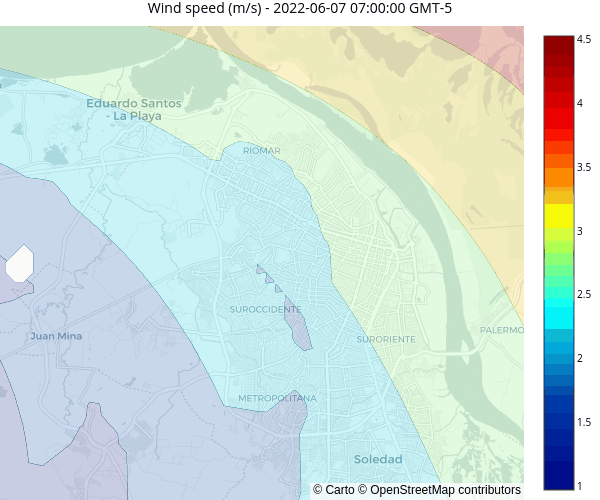 Wind speed (m/s) - 2022-06-07 07:00:00 GMT-5
4.5
Eduardo Santos
- La Playa
4
RIOMAR
3.5
3
2.5
SUROCCIDENTE
PALERMO
Juan Mina
SURORIENTE
2
METROPOLITANA
1.5
Soledad
1
© Carto © OpenStreetMap contributors